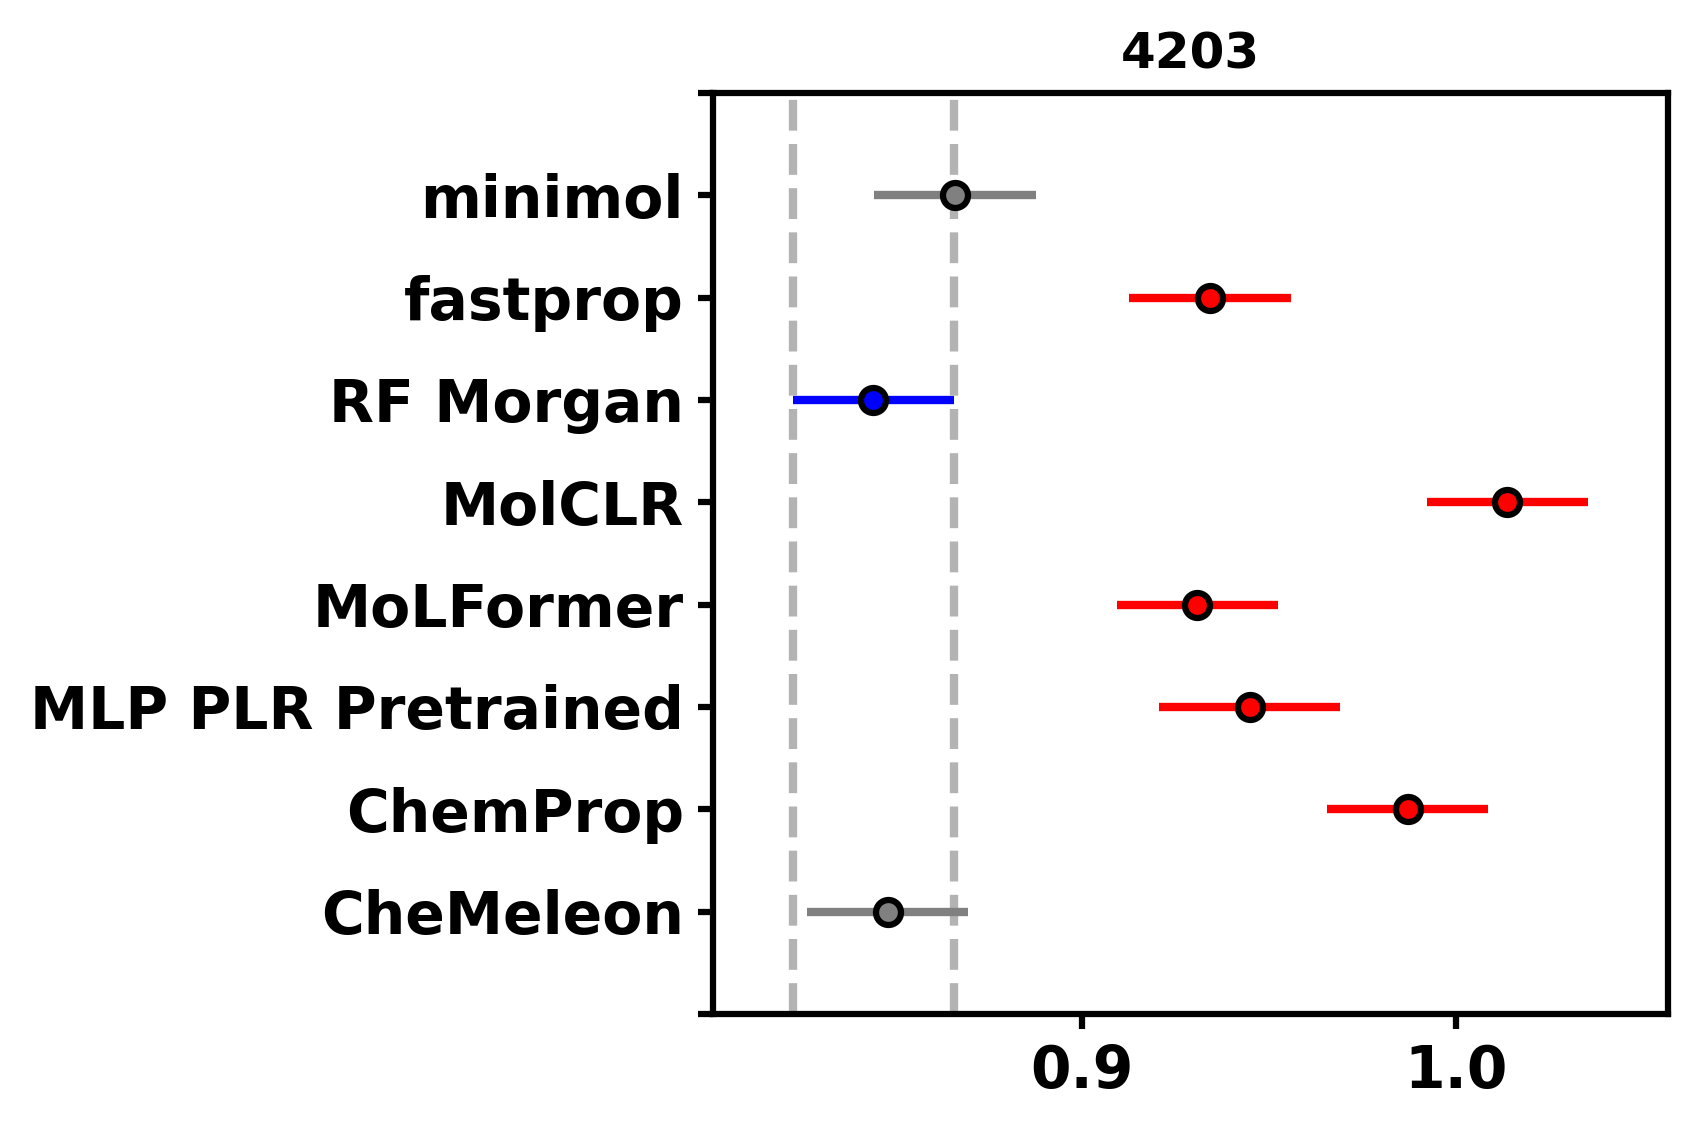 4203
minimol
fastprop
RF Morgan
MolCLR
MoLFormer
MLP PLR Pretrained
ChemProp
CheMeleon
0.9 1.0